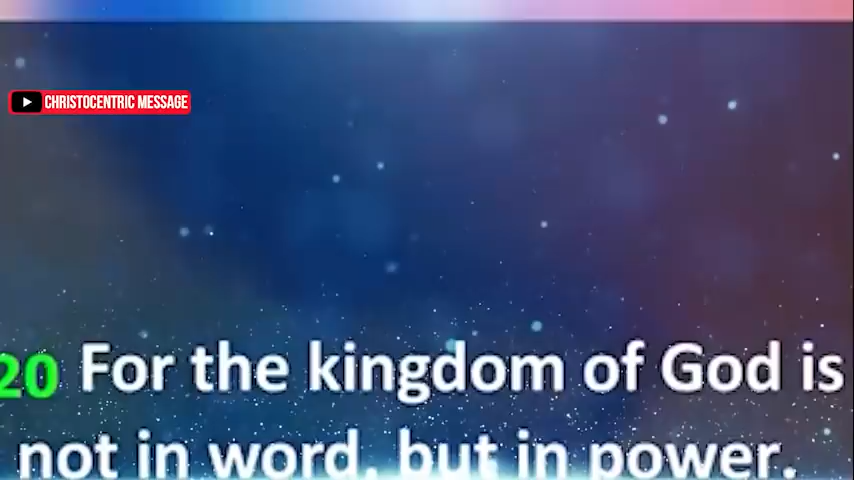 CHRISTOCENTRIC MESSAGE
20 For the kingdom of God is
not in word, but in power.